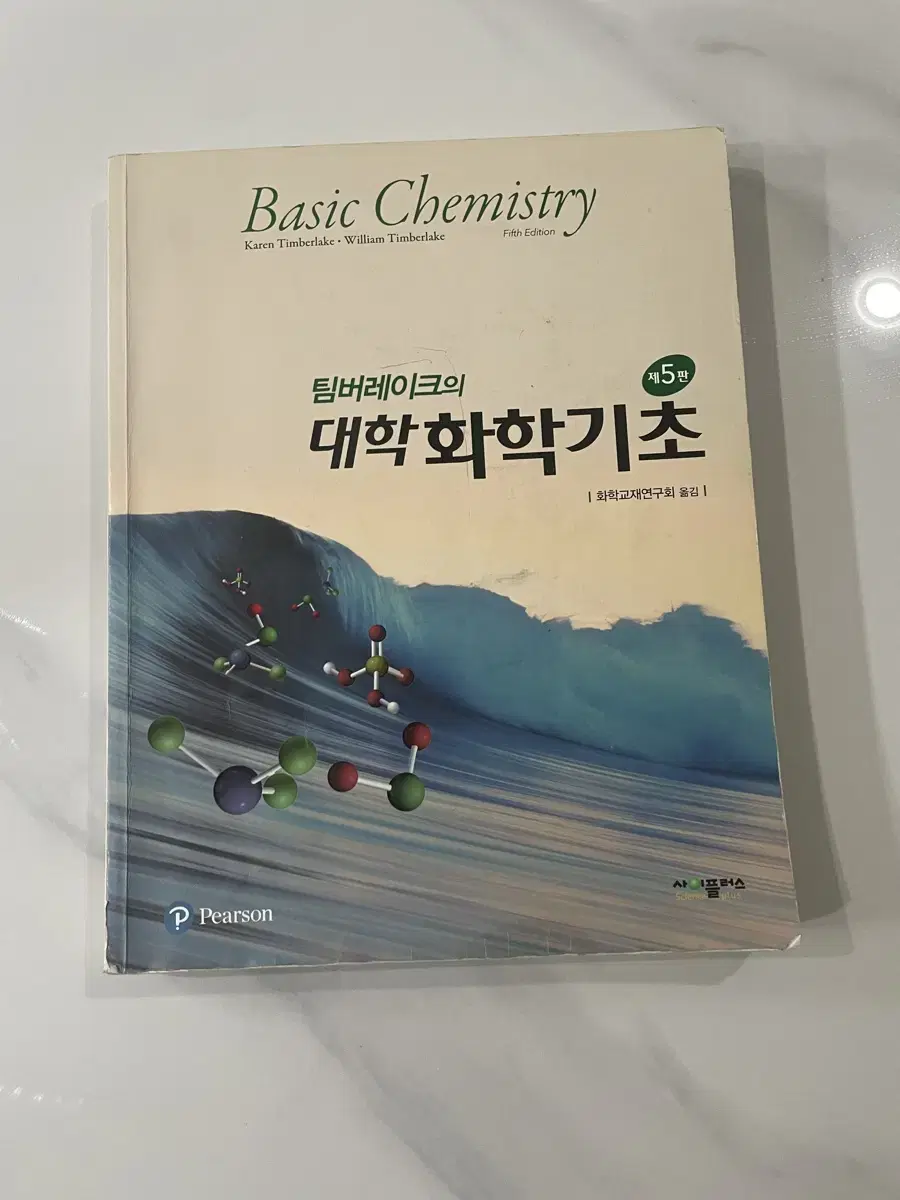 Basic Chemistry
Karen Timberlake • William Timberlake
Fifth Edition
팀버레이크의
제5판
대학 화학기초
| 화학교재연구회 옮김 |
사이플러스
Science plus
P Pearson